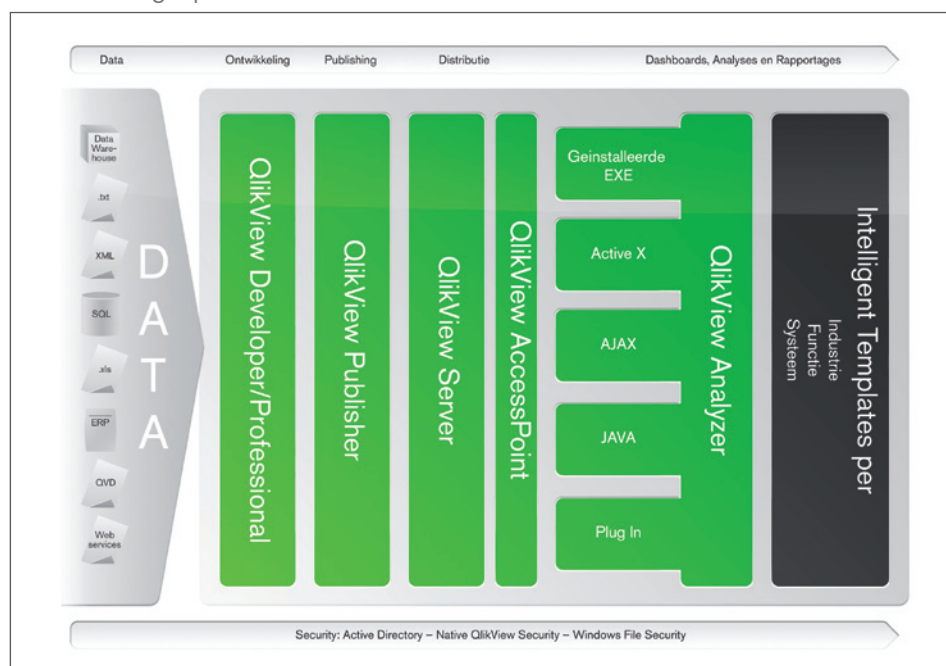 Data
Ontwikkeling
Publishing
Distributie
Dashboards, Analyses en Rapportages
Data
Ware-
house
.txt
XML
SQL
.xls
ERP
QVD
Web
services
DATA
QlikView Developer/Professional
QlikView Publisher
QlikView Server
QlikView AccessPoint
Geinstalleerde
EXE
Active X
AJAX
JAVA
Plug In
QlikView Analyzer
Intelligent Templates per
Industrie
Functie
Systeem
Security: Active Directory – Native QlikView Security – Windows File Security